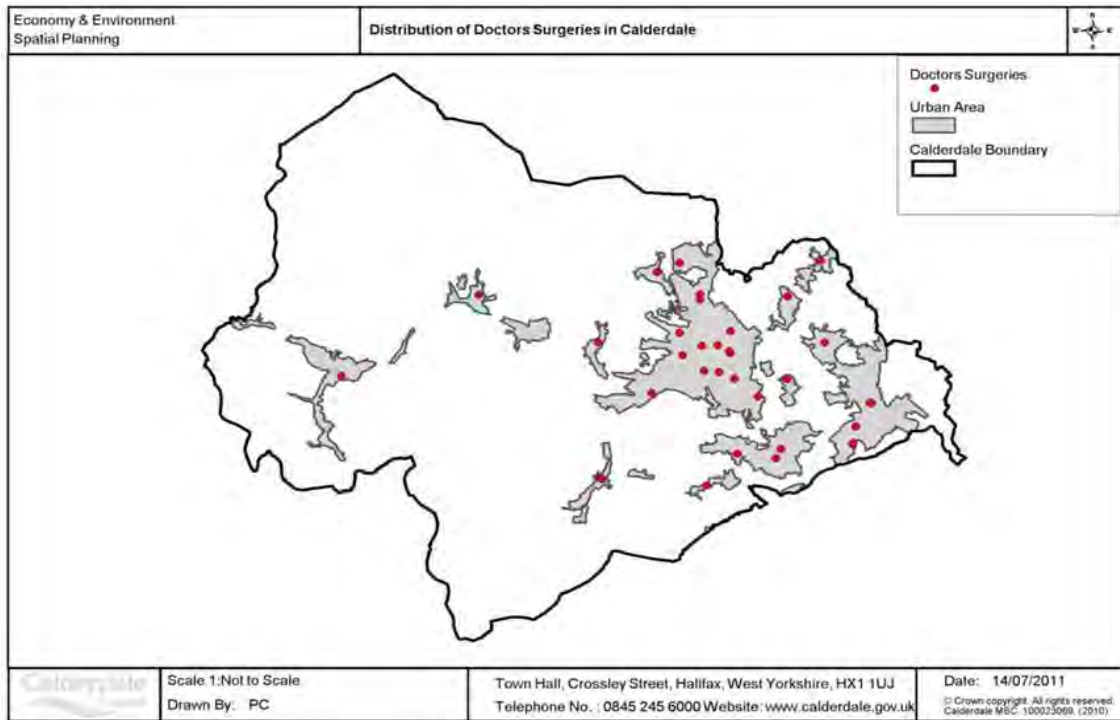 Economy & Environment
Spatial Planning
Distribution of Doctors Surgeries in Calderdale
Doctors Surgeries
Urban Area
Calderdale Boundary
Calderdale
Scale 1:Not to Scale
Drawn By: PC
Town Hall, Crossley Street, Halifax, West Yorkshire, HX1 1UJ
Telephone No. : 0845 245 6000 Website: www.calderdale.gov.uk
Date: 14/07/2011
© Crown copyright. All rights reserved.
Calderdale MBC. 100023069. (2010)